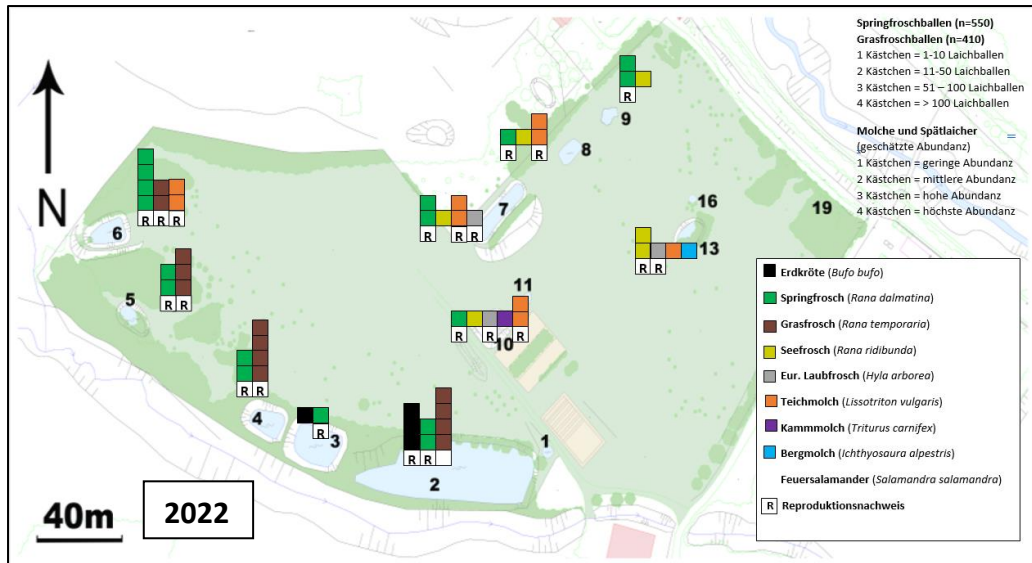 Springfroschballen (n=550)
Grasfroschballen (n=410)
1 Kästchen = 1-10 Laichballen
2 Kästchen = 11-50 Laichballen
3 Kästchen = 51 – 100 Laichballen
4 Kästchen = > 100 Laichballen
Molche und Spätlaicher
(geschätzte Abundanz)
1 Kästchen = geringe Abundanz
2 Kästchen = mittlere Abundanz
3 Kästchen = hohe Abundanz
4 Kästchen = höchste Abundanz
N
R
9
R R
8
R R R
6
R R R
7
16
19
R R
13
R R
5
11
R R R
10
R R
4
R
3
R R
2
1
Erdkröte (Bufo bufo)
Springfrosch (Rana dalmatina)
Grasfrosch (Rana temporaria)
Seefrosch (Rana ridibunda)
Eur. Laubfrosch (Hyla arborea)
Teichmolch (Lissotriton vulgaris)
Kammmolch (Triturus carnifex)
Bergmolch (Ichthyosaura alpestris)
Feuersalamander (Salamandra salamandra)
R Reproduktionsnachweis
40m
2022